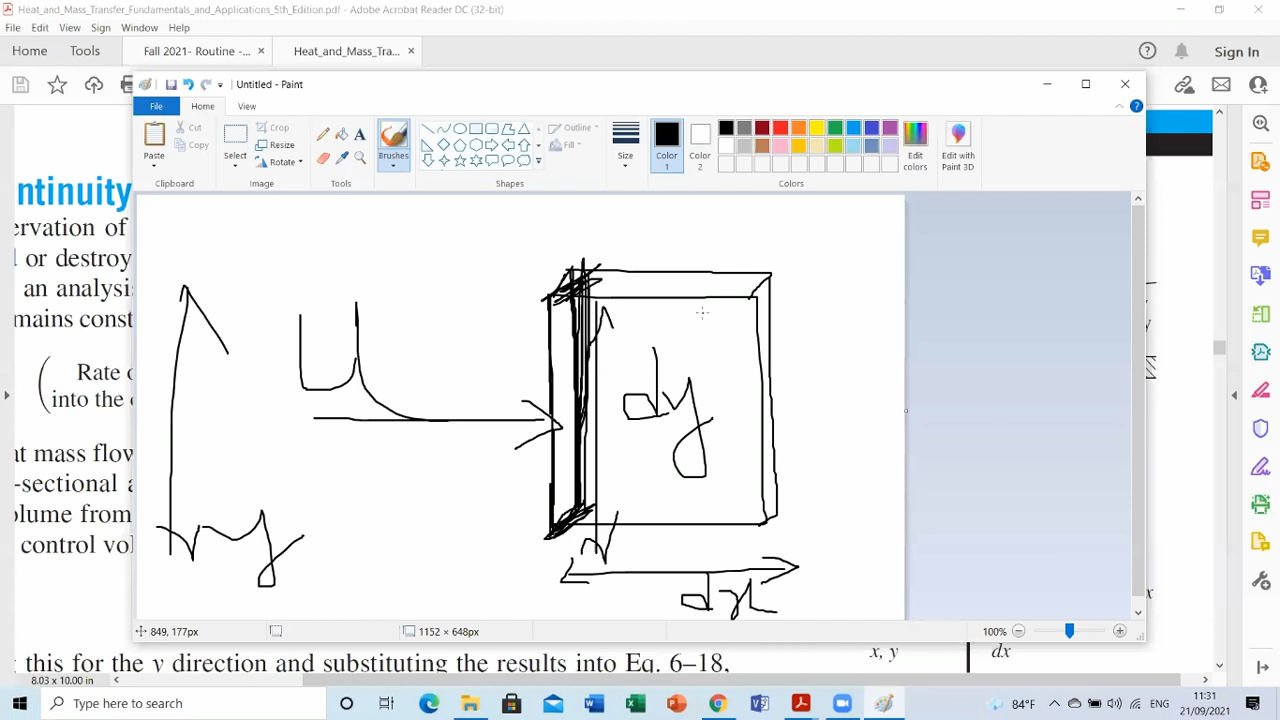 Heat_and_Mass_Transfer_Fundamentals_and_Applications_5th_Edition.pdf - Adobe Acrobat Reader DC (32-bit)
File Edit View Sign Window Help
Home Tools Fall 2021- Routine -... × Heat_and_Mass_Tra... × Sign In
Untitled - Paint
File Home View
Paste Cut Copy Select Crop Resize Rotate Brushes Outline Fill Size Color 1 Color 2 Edit colors Edit with Paint 3D
Clipboard Image Tools Shapes Colors
ntinuity
ervation of
d or destroy
an analysis
mains const
Rate o
into the c
at mass flow
-sectional a
olume from
control vol
u
dy
y
dx
849, 177px 1152 × 648px 100%
this for the y direction and substituting the results into Eq. 6–18,
x, y dx
8.03 x 10.00 in
Type here to search 84°F ENG 11:31 21/09/2021